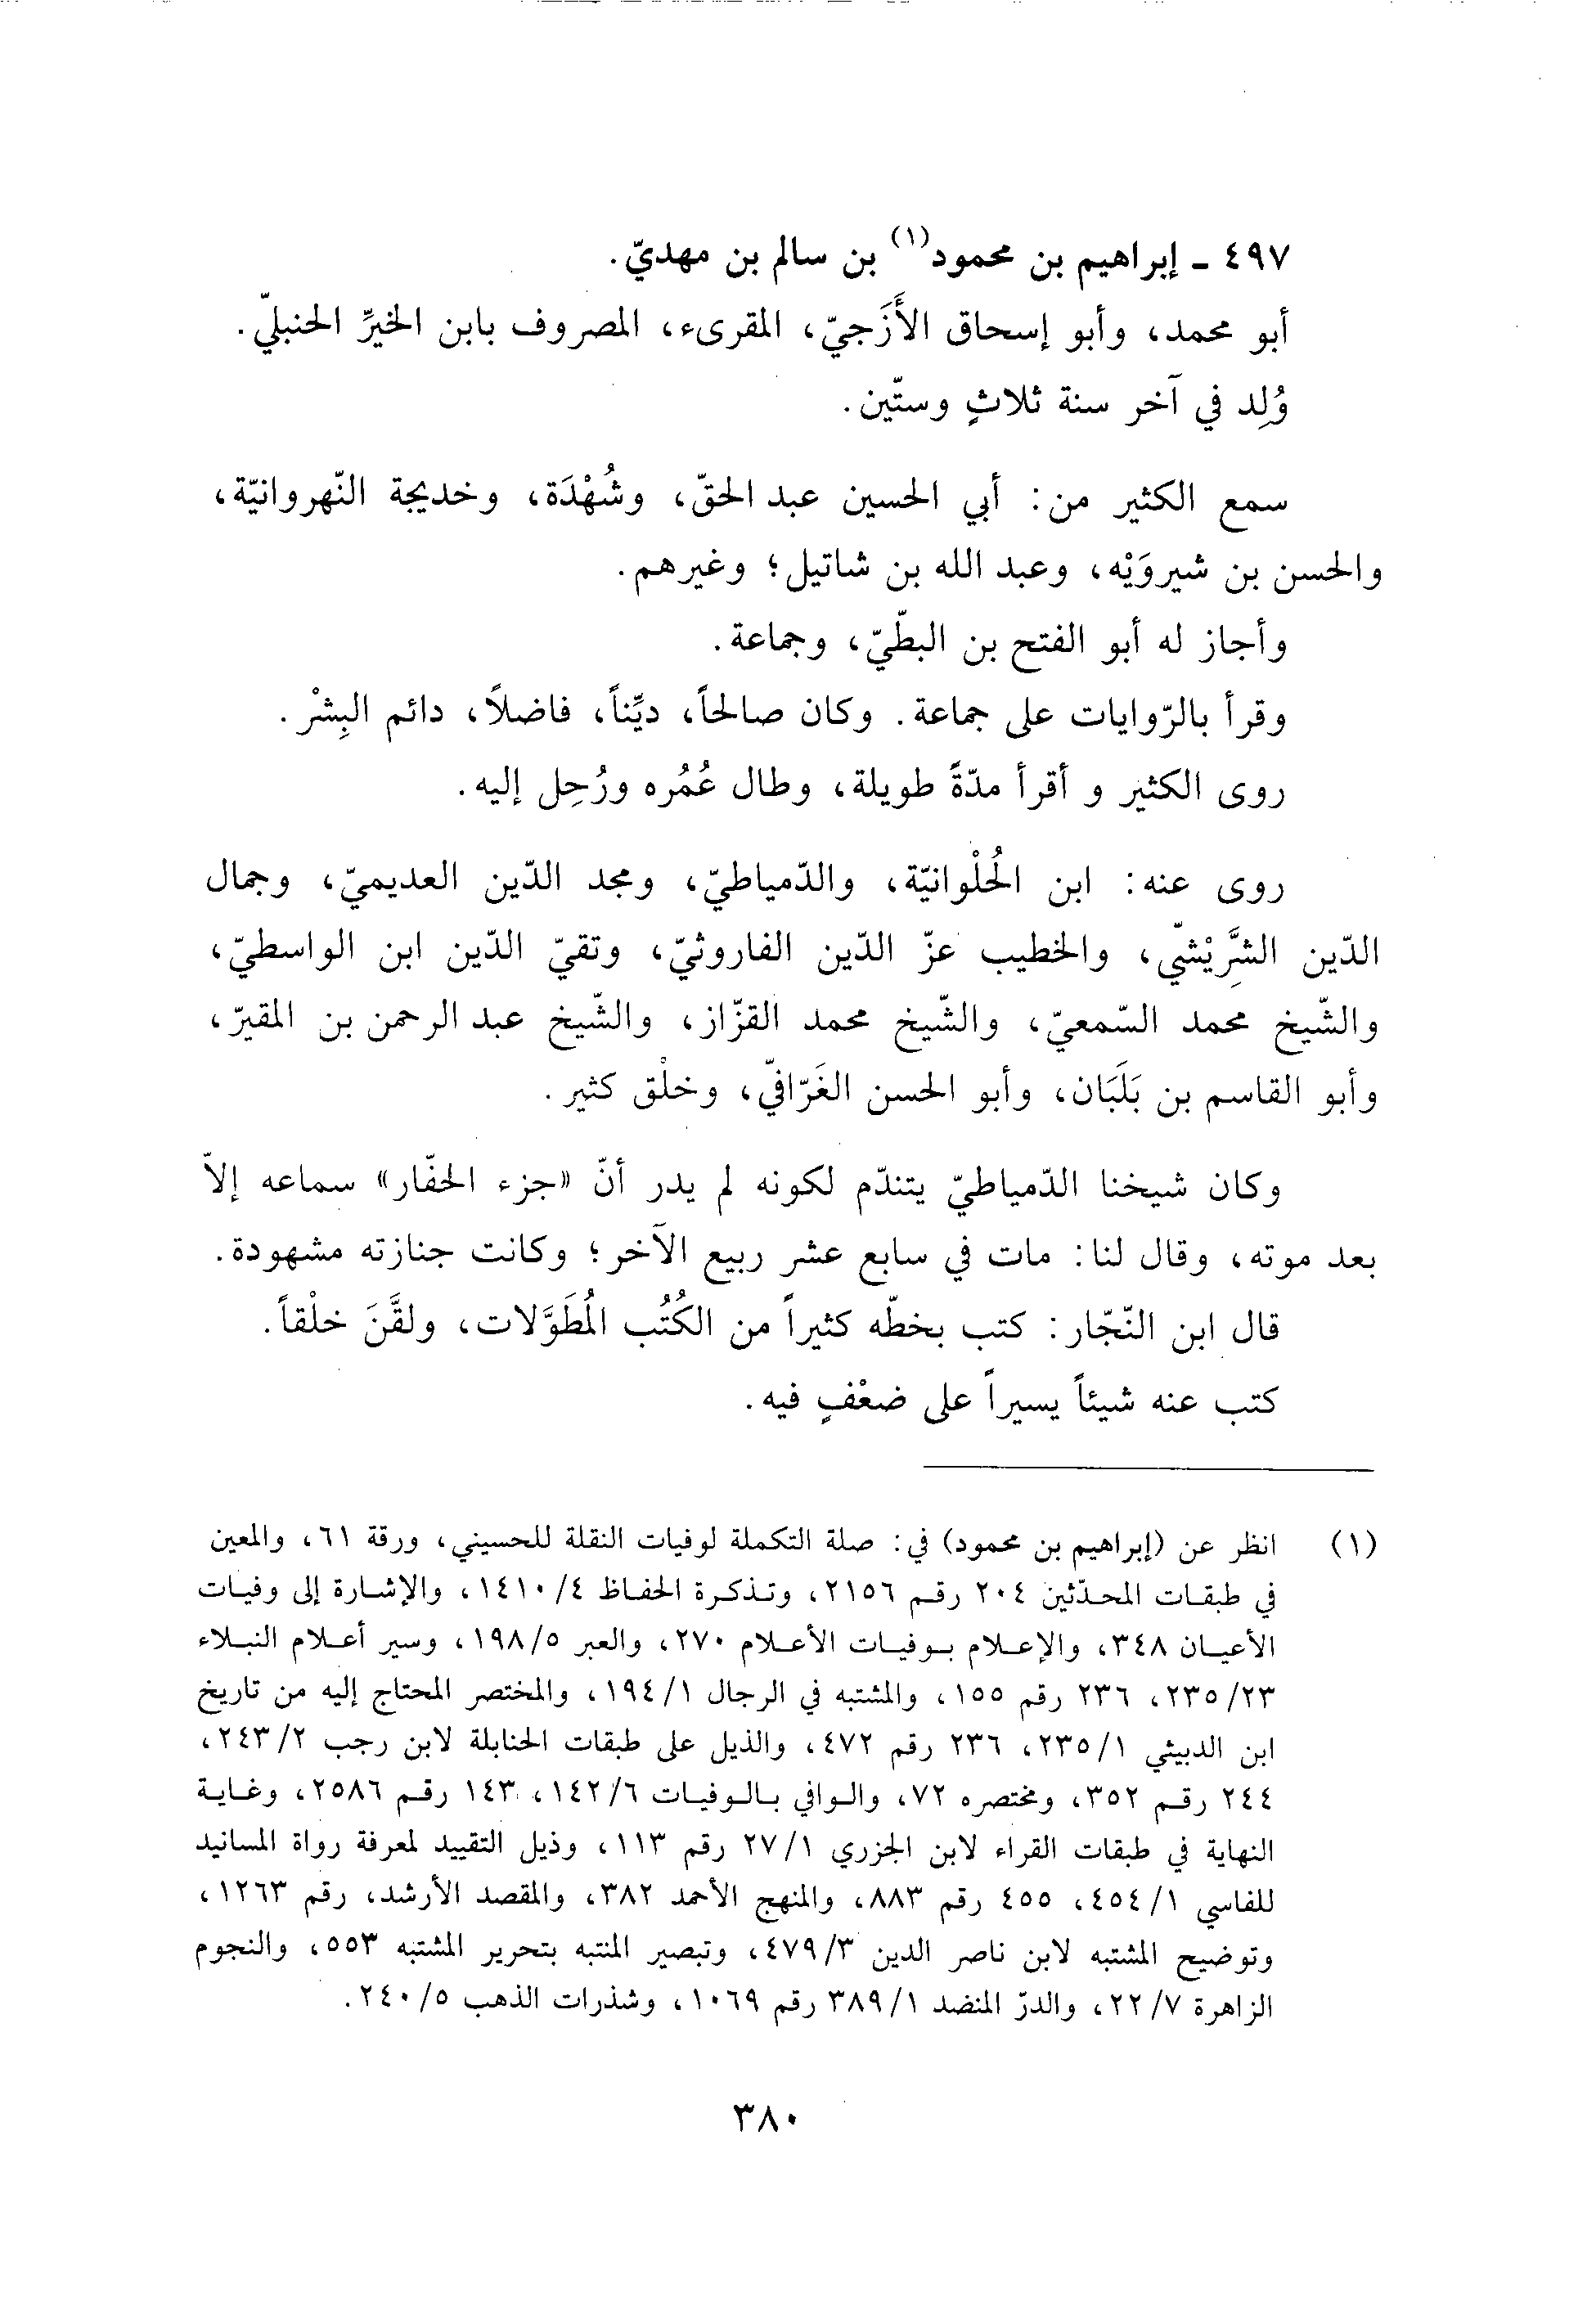 ٤٩٧ ـ إبراهيم بن محمود(١) بن سالم بن مهديّ.
أبو محمد، وأبو إسحاق الأَزَجيّ، المقرىء، المصروف بابن الخيرِّ الحنبليّ.
وُلِد في آخر سنة ثلاثٍ وستّين.
سمع الكثير من: أبي الحسين عبد الحقّ، وشُهْدَة، وخديجة النّهروانيّة،
والحسن بن شيروَيْه، وعبد الله بن شاتيل؛ وغيرهم.
وأجاز له أبو الفتح بن البطّيّ، وجماعة.
وقرأ بالرّوايات على جماعة. وكان صالحاً، ديِّناً، فاضلاً، دائم البِشْر.
روى الكثير و أقرأ مدّةً طويلة، وطال عُمُره ورُحِل إليه.
روى عنه: ابن الحُلْوانيّة، والدّمياطيّ، ومجد الدّين العديميّ، وجمال
الدّين الشَّرِيْشيّ، والخطيب عزّ الدّين الفاروثيّ، وتقيّ الدّين ابن الواسطيّ،
والشّيخ محمد السّمعيّ، والشّيخ محمد القزّاز، والشّيخ عبد الرحمن بن المقيرّ،
وأبو القاسم بن بَلَبَان، وأبو الحسن الغَرّافيّ، وخلْق كثير.
وكان شيخنا الدّمياطيّ يتندّم لكونه لم يدر أنّ «جزء الحفّار» سماعه إلاّ
بعد موته، وقال لنا: مات في سابع عشر ربيع الآخر؛ وكانت جنازته مشهودة.
قال ابن النّجّار: كتب بخطّه كثيراً من الكُتُب المُطَوَّلات، ولقَّنَ خلْقاً.
كتب عنه شيئاً يسيراً على ضعْفٍ فيه.
(١) انظر عن (إبراهيم بن محمود) في: صلة التكملة لوفيات النقلة للحسيني، ورقة ٦١، والمعين
في طبقات المحدّثين ٢٠٤ رقم ٢١٥٦، وتذكرة الحفاظ ٤/١٤١٠، والإشارة إلى وفيات
الأعيان ٣٤٨، والإعلام بوفيات الأعلام ٢٧٠، والعبر ٥/١٩٨، وسير أعلام النبلاء
٢٣/٢٣٥، ٢٣٦ رقم ١٥٥، والمشتبه في الرجال ١/١٩٤، والمختصر المحتاج إليه من تاريخ
ابن الدبيثي ١/٢٣٥، ٢٣٦ رقم ٤٧٢، والذيل على طبقات الحنابلة لابن رجب ٢/٢٤٣،
٢٤٤ رقم ٣٥٢، ومختصره ٧٢، والوافي بالوفيات ٦/١٤٢، ١٤٣ رقم ٢٥٨٦، وغاية
النهاية في طبقات القراء لابن الجزري ١/٢٧ رقم ١١٣، وذيل التقييد لمعرفة رواة المسانيد
للفاسي ١/٤٥٤، ٤٥٥ رقم ٨٨٣، والمنهج الأحمد ٣٨٢، والمقصد الأرشد، رقم ١٢٦٣،
وتوضيح المشتبه لابن ناصر الدين ٣/٤٧٩، وتبصير المنتبه بتحرير المشتبه ٥٥٣، والنجوم
الزاهرة ٧/٢٢، والدرّ المنضد ١/٣٨٩ رقم ١٠٦٩، وشذرات الذهب ٥/٢٤٠.
٣٨٠